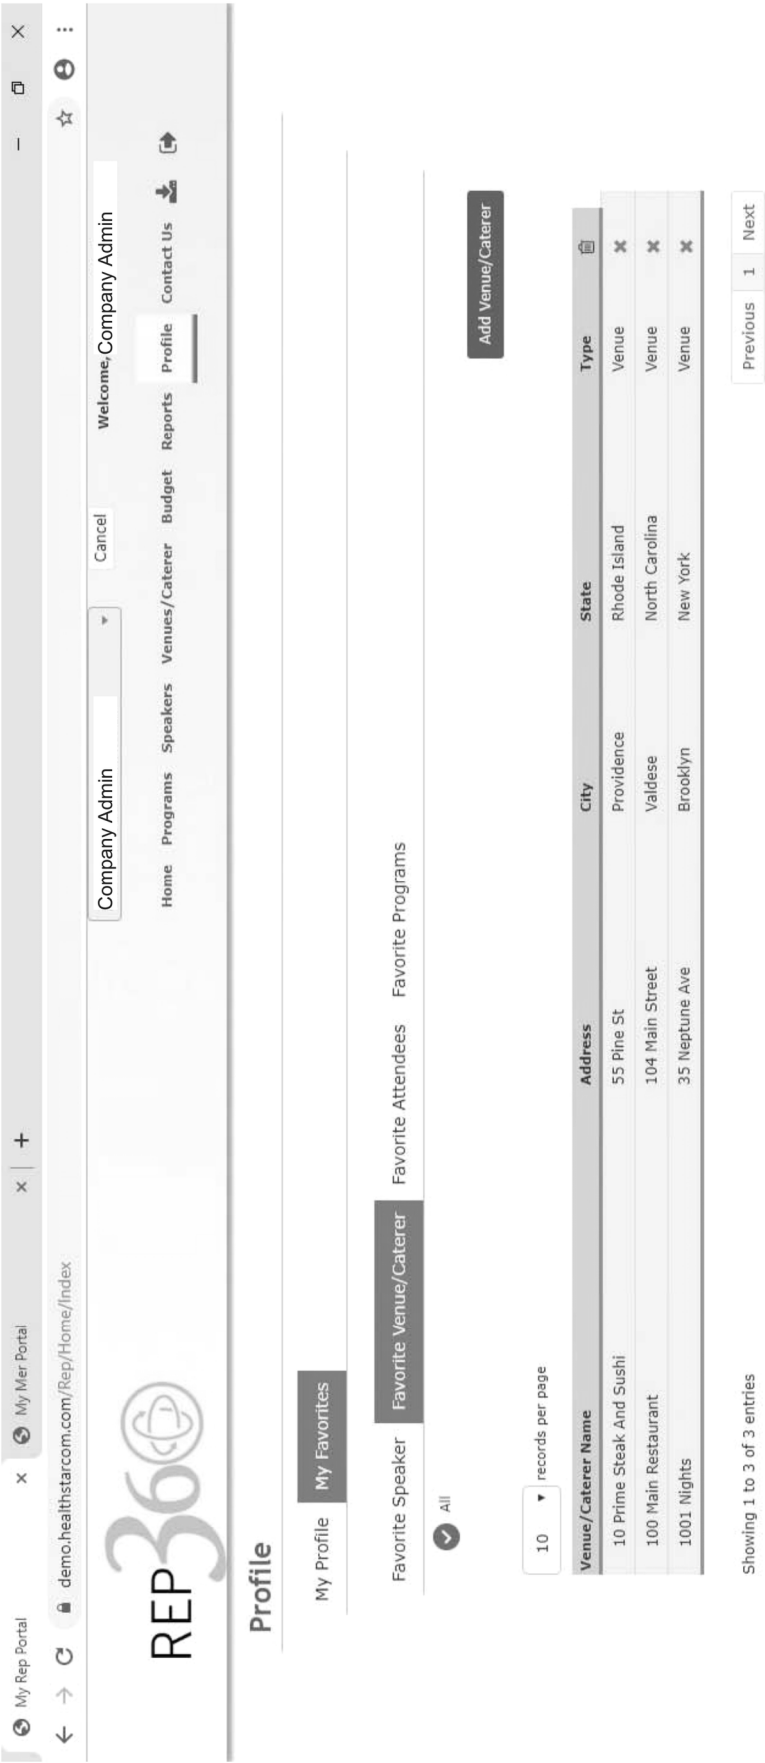 My Rep Portal My Mer Portal
demo.healthstarcom.com/Rep/Home/Index
Company Admin Cancel Welcome, Company Admin
REP360
Home Programs Speakers Venues/Caterer Budget Reports Profile Contact Us
Profile
My Profile My Favorites
Favorite Speaker Favorite Venue/Caterer Favorite Attendees Favorite Programs
All
Add Venue/Caterer
10 records per page
Venue/Caterer Name Address City State Type
10 Prime Steak And Sushi 55 Pine St Providence Rhode Island Venue
100 Main Restaurant 104 Main Street Valdese North Carolina Venue
1001 Nights 35 Neptune Ave Brooklyn New York Venue
Showing 1 to 3 of 3 entries Previous 1 Next